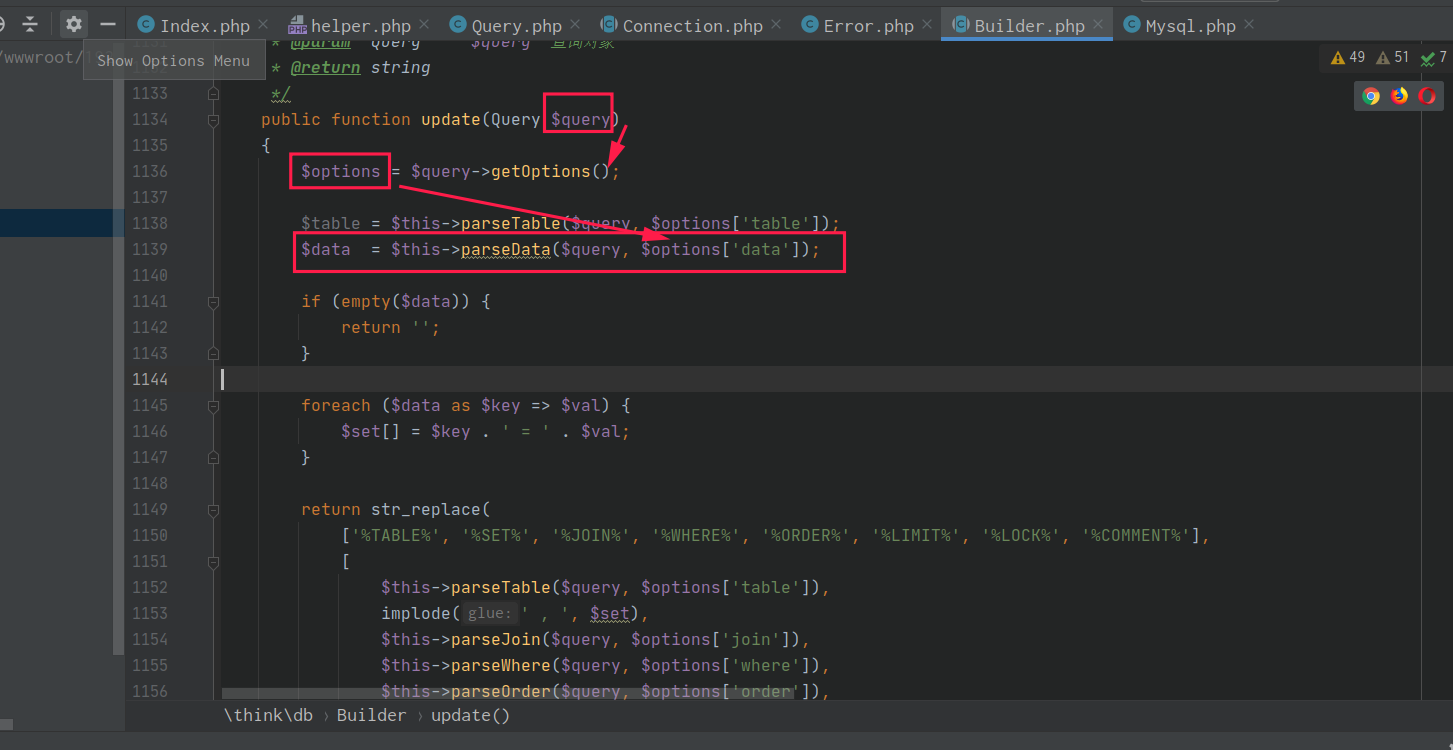 Index.php × helper.php × Query.php × Connection.php × Error.php × Builder.php × Mysql.php ×
/wwwroot/
Show Options Menu
49 51 7
* @param Query $query 查询对象
* @return string
1133 */
1134 public function update(Query $query)
1135 {
1136 $options = $query->getOptions();
1137
1138 $table = $this->parseTable($query, $options['table']);
1139 $data = $this->parseData($query, $options['data']);
1140
1141 if (empty($data)) {
1142 return '';
1143 }
1144
1145 foreach ($data as $key => $val) {
1146 $set[] = $key . ' = ' . $val;
1147 }
1148
1149 return str_replace(
1150 ['%TABLE%', '%SET%', '%JOIN%', '%WHERE%', '%ORDER%', '%LIMIT%', '%LOCK%', '%COMMENT%'],
1151 [
1152 $this->parseTable($query, $options['table']),
1153 implode( glue: ' , ', $set),
1154 $this->parseJoin($query, $options['join']),
1155 $this->parseWhere($query, $options['where']),
1156 $this->parseOrder($query, $options['order']),
\think\db › Builder › update()